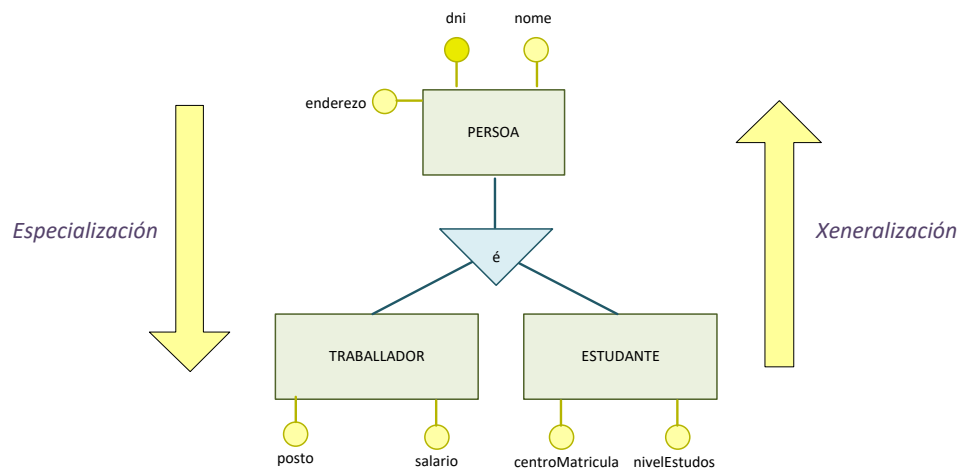 dni
nome
enderezo
PERSOA
Especialización
Xeneralización
é
TRABALLADOR
ESTUDANTE
posto
salario
centroMatricula
nivelEstudos